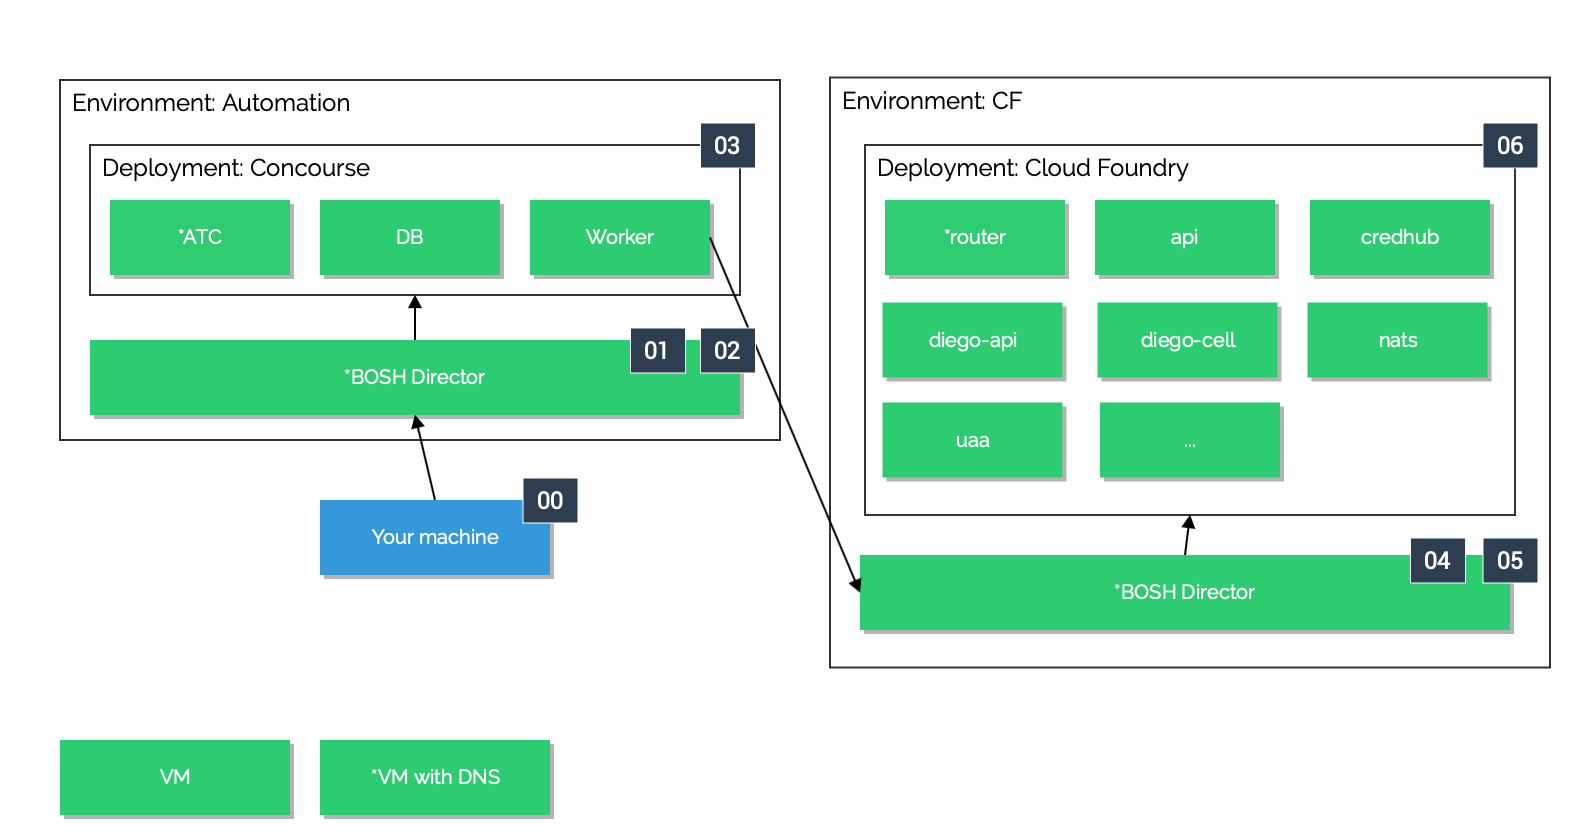 Environment: Automation
03
Deployment: Concourse
*ATC
DB
Worker
01
02
*BOSH Director
00
Your machine
Environment: CF
06
Deployment: Cloud Foundry
*router
api
credhub
diego-api
diego-cell
nats
uaa
...
04
05
*BOSH Director
VM
*VM with DNS